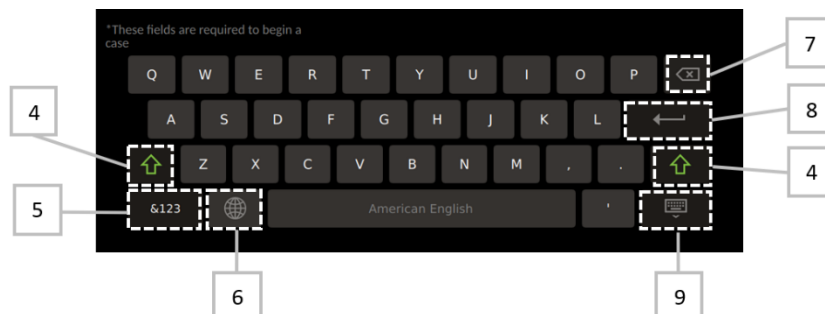 *These fields are required to begin a
case
Q W E R T Y U I O P
7
A S D F G H J K L
8
4
Z X C V B N M , .
4
5
&123 American English '
6
9